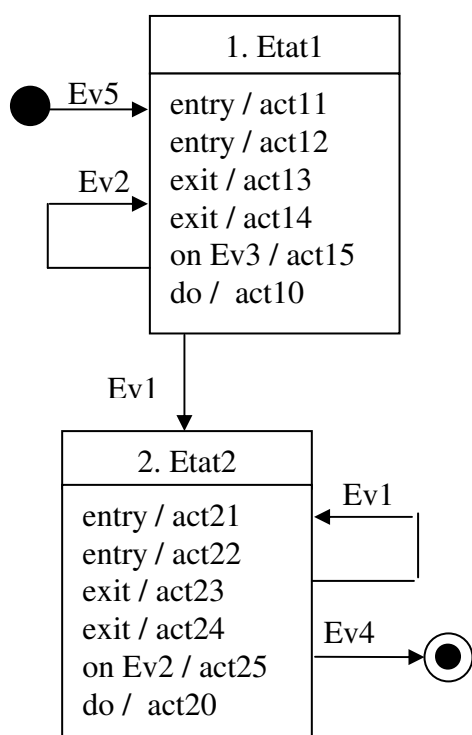 1. Etat1
Ev5
entry / act11
entry / act12
Ev2
exit / act13
exit / act14
on Ev3 / act15
do / act10
Ev1
2. Etat2
entry / act21
Ev1
entry / act22
exit / act23
exit / act24
Ev4
on Ev2 / act25
do / act20